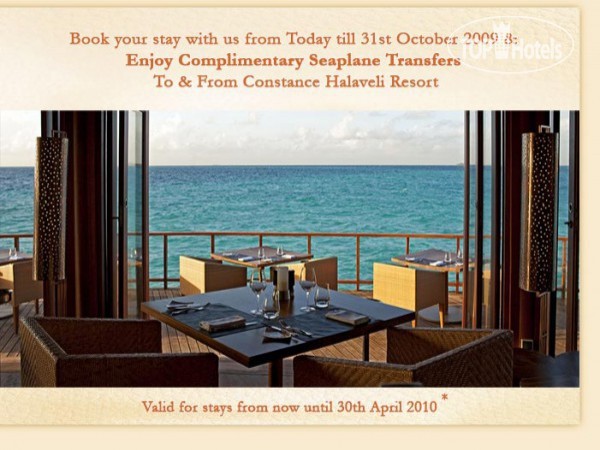 Book your stay with us from Today till 31st October 2009 &
TOP Hotels
Enjoy Complimentary Seaplane Transfers
To & From Constance Halaveli Resort
Valid for stays from now until 30th April 2010 *